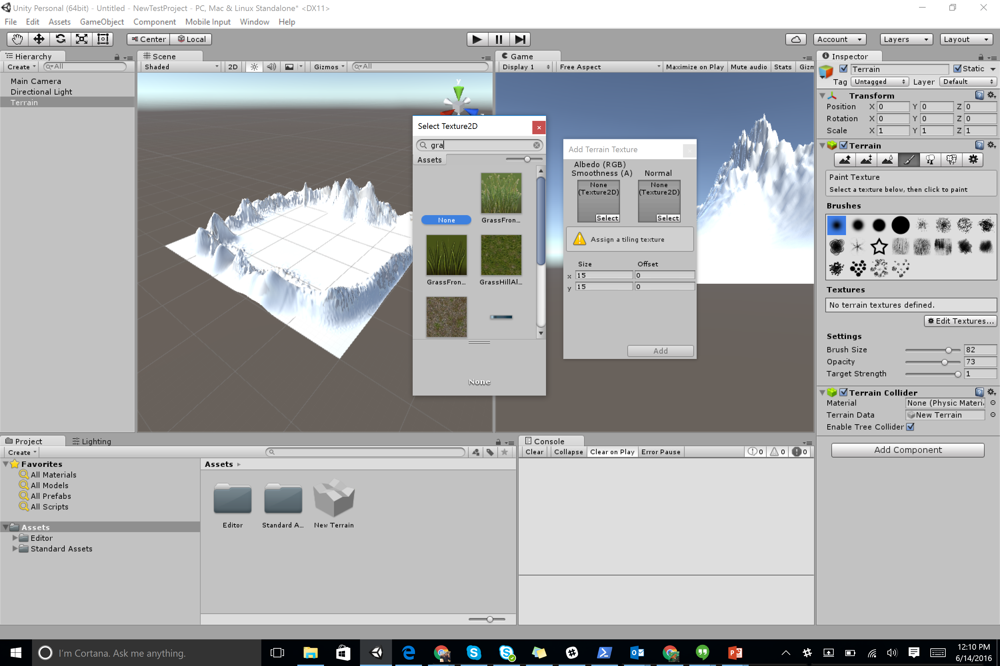 Unity Personal (64bit) - Untitled - NewTestProject - PC, Mac & Linux Standalone* <DX11>
File Edit Assets GameObject Component Mobile Input Window Help
Center Local
Account Layers Layout
Hierarchy
Create All
Main Camera
Directional Light
Terrain
Scene
Shaded 2D Gizmos All
y
Game
Display 1 Free Aspect Maximize on Play Mute audio Stats Gizm
Select Texture2D
gra
Assets
None GrassFron...
GrassFron... GrassHillAl...
None
Add Terrain Texture
Albedo (RGB)
Smoothness (A) Normal
None (Texture2D) None (Texture2D)
Select Select
Assign a tiling texture
Size Offset
x 15 0
y 15 0
Add
Inspector
Terrain Static
Tag Untagged Layer Default
Transform
Position X 0 Y 0 Z 0
Rotation X 0 Y 0 Z 0
Scale X 1 Y 1 Z 1
Terrain
Paint Texture
Select a texture below, then click to paint
Brushes
Textures
No terrain textures defined.
Edit Textures...
Settings
Brush Size 82
Opacity 73
Target Strength 1
Terrain Collider
Material None (Physic Materi
Terrain Data New Terrain
Enable Tree Collider
Add Component
Project Lighting
Create
Favorites
All Materials
All Models
All Prefabs
All Scripts
Assets
Editor
Standard Assets
Assets
Editor Standard A... New Terrain
Console
Clear Collapse Clear on Play Error Pause 0 0 0
I'm Cortana. Ask me anything.
12:10 PM
6/14/2016